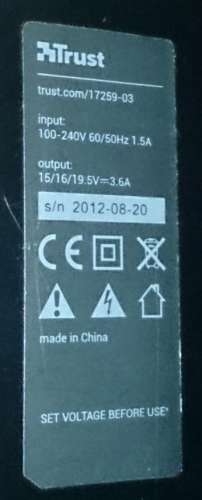 Trust
trust.com/17259-03
input:
100-240V 60/50Hz 1.5A
output:
15/16/19.5V⎓3.6A
s/n 2012-08-20
CE
made in China
SET VOLTAGE BEFORE USE*